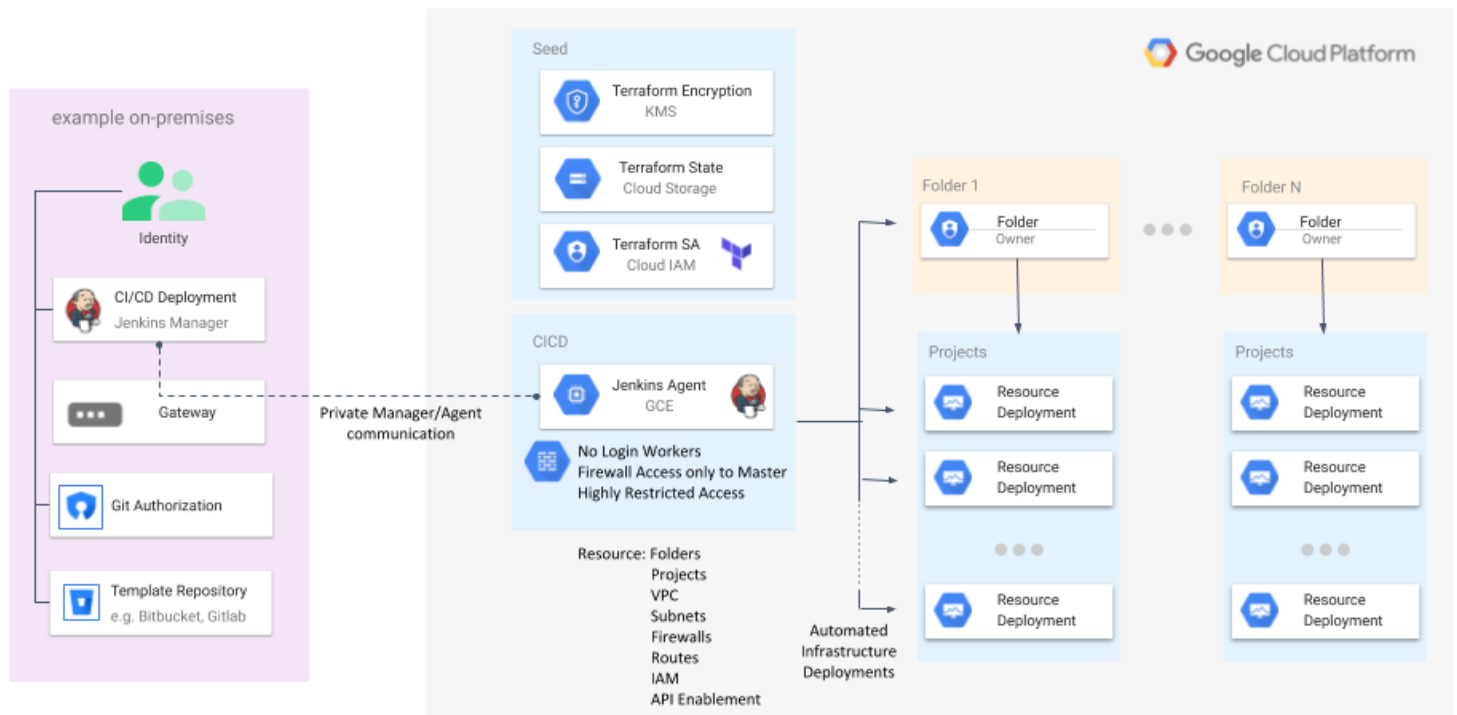 Google Cloud Platform
example on-premises
Identity
CI/CD Deployment
Jenkins Manager
Gateway
Git Authorization
Template Repository
e.g. Bitbucket, Gitlab
Private Manager/Agent
communication
Seed
Terraform Encryption
KMS
Terraform State
Cloud Storage
Terraform SA
Cloud IAM
CICD
Jenkins Agent
GCE
No Login Workers
Firewall Access only to Master
Highly Restricted Access
Resource: Folders
Projects
VPC
Subnets
Firewalls
Routes
IAM
API Enablement
Automated
Infrastructure
Deployments
Folder 1
Folder
Owner
Projects
Resource
Deployment
Resource
Deployment
Resource
Deployment
Folder N
Folder
Owner
Projects
Resource
Deployment
Resource
Deployment
Resource
Deployment